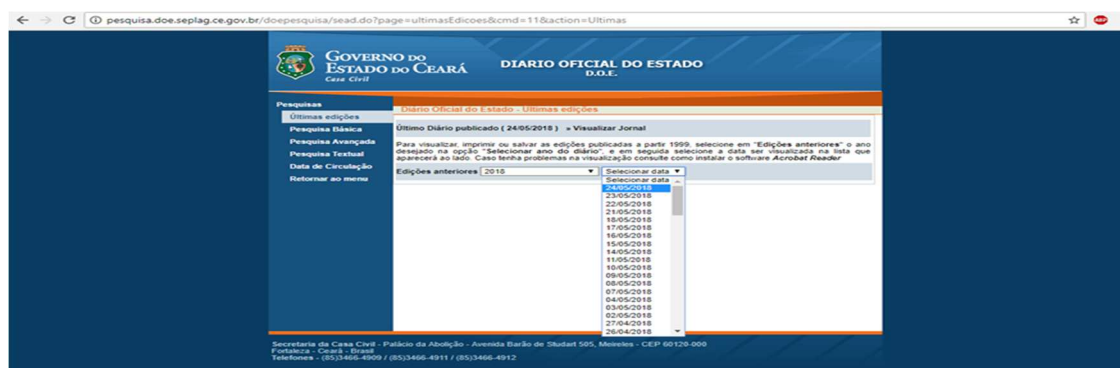 pesquisa.doe.seplag.ce.gov.br/doepesquisa/sead.do?page=ultimasEdicoes&cmd=11&action=Ultimas
ABP
GOVERNO DO
ESTADO DO CEARÁ
Casa Civil
DIARIO OFICIAL DO ESTADO
D.O.E.
Pesquisas
Últimas edições
Pesquisa Básica
Pesquisa Avançada
Pesquisa Textual
Data de Circulação
Retornar ao menu
Diário Oficial do Estado - Ultimas edições
Último Diário publicado ( 24/05/2018 ) » Visualizar Jornal
Para visualizar, imprimir ou salvar as edições publicadas a partir 1999, selecione em "Edições anteriores" o ano
desejado na opção "Selecionar ano do diário", e em seguida selecione a data ser visualizada na lista que
aparecerá ao lado. Caso tenha problemas na visualização consulte como instalar o software Acrobat Reader
Edições anteriores 2018 Selecionar data
Selecionar data
24/05/2018
23/05/2018
22/05/2018
21/05/2018
18/05/2018
17/05/2018
16/05/2018
15/05/2018
14/05/2018
11/05/2018
10/05/2018
09/05/2018
08/05/2018
07/05/2018
04/05/2018
03/05/2018
02/05/2018
27/04/2018
26/04/2018
Secretaria da Casa Civil - Palácio da Abolição - Avenida Barão de Studart 505, Meireles - CEP 60120-000
Fortaleza - Ceará - Brasil
Telefones - (85)3466-4909 / (85)3466-4911 / (85)3466-4912